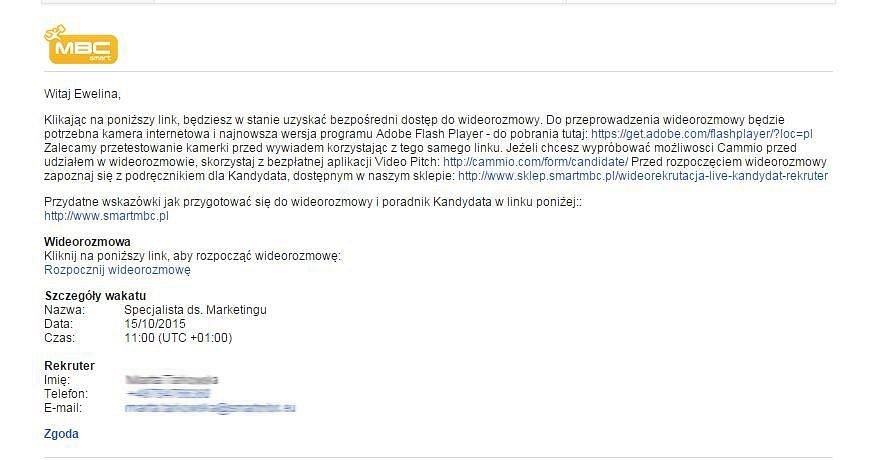 MBC
smart
Witaj Ewelina,
Klikając na poniższy link, będziesz w stanie uzyskać bezpośredni dostęp do wideorozmowy. Do przeprowadzenia wideorozmowy będzie
potrzebna kamera internetowa i najnowsza wersja programu Adobe Flash Player - do pobrania tutaj: https://get.adobe.com/flashplayer/?loc=pl
Zalecamy przetestowanie kamerki przed wywiadem korzystając z tego samego linku. Jeżeli chcesz wypróbować możliwosci Cammio przed
udziałem w wideorozmowie, skorzystaj z bezpłatnej aplikacji Video Pitch: http://cammio.com/form/candidate/ Przed rozpoczęciem wideorozmowy
zapoznaj się z podręcznikiem dla Kandydata, dostępnym w naszym sklepie: http://www.sklep.smartmbc.pl/wideorekrutacja-live-kandydat-rekruter
Przydatne wskazówki jak przygotować się do wideorozmowy i poradnik Kandydata w linku poniżej::
http://www.smartmbc.pl
Wideorozmowa
Kliknij na poniższy link, aby rozpocząć wideorozmowę:
Rozpocznij wideorozmowę
Szczegóły wakatu
Nazwa: Specjalista ds. Marketingu
Data: 15/10/2015
Czas: 11:00 (UTC +01:00)
Rekruter
Imię:
Telefon:
E-mail:
Zgoda